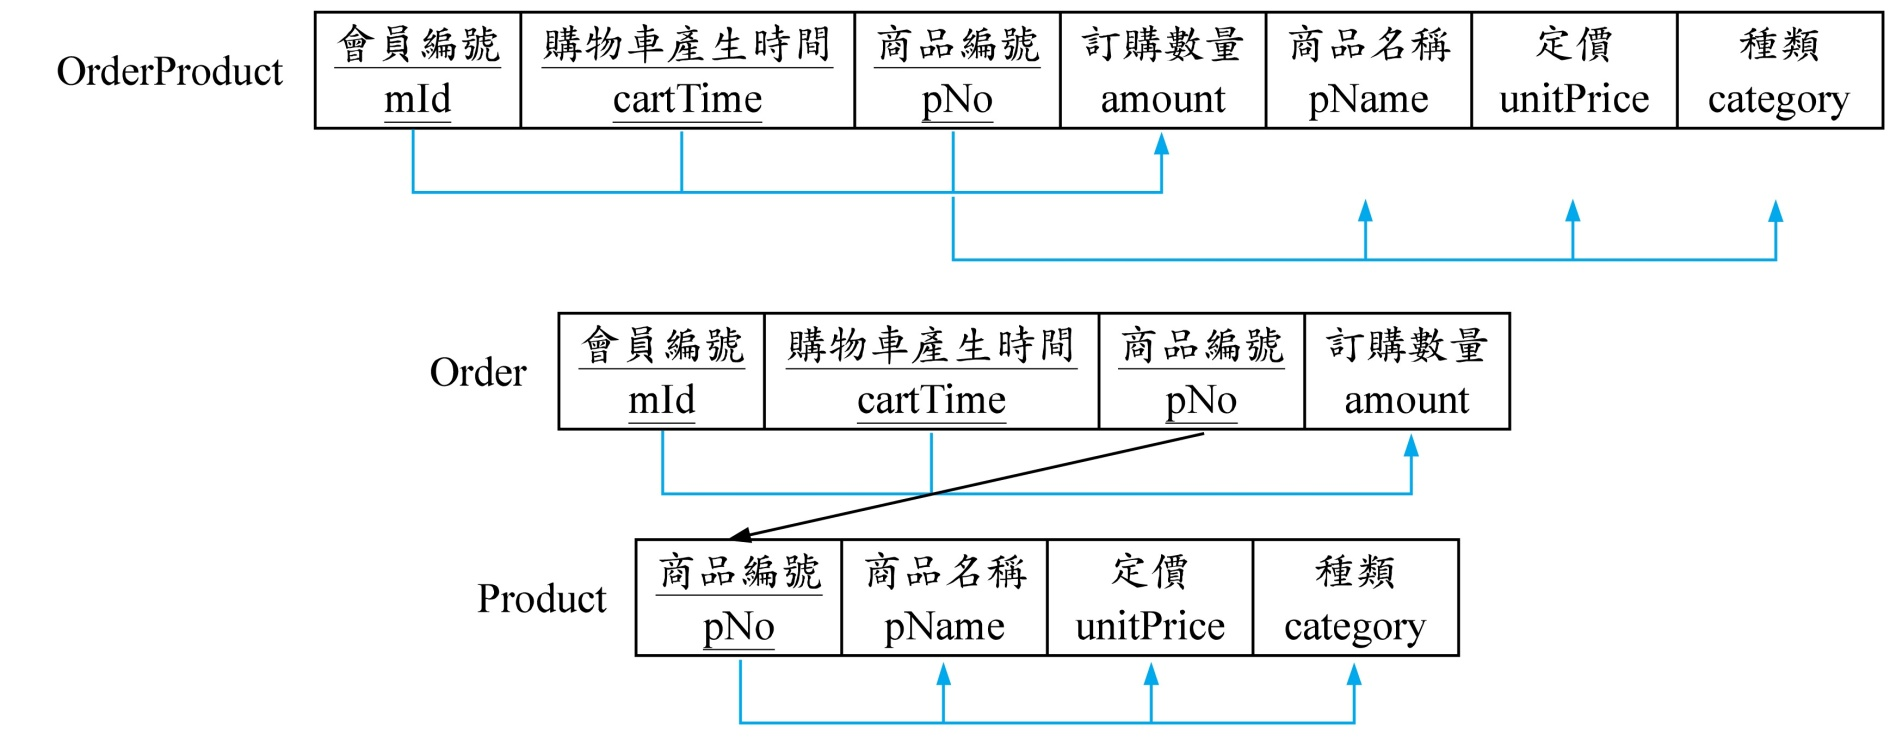 會員編號 購物車產生時間 商品編號 訂購數量 商品名稱 定價 種類
OrderProduct
mId cartTime pNo amount pName unitPrice category
會員編號 購物車產生時間 商品編號 訂購數量
Order
mId cartTime pNo amount
商品編號 商品名稱 定價 種類
Product
pNo pName unitPrice category